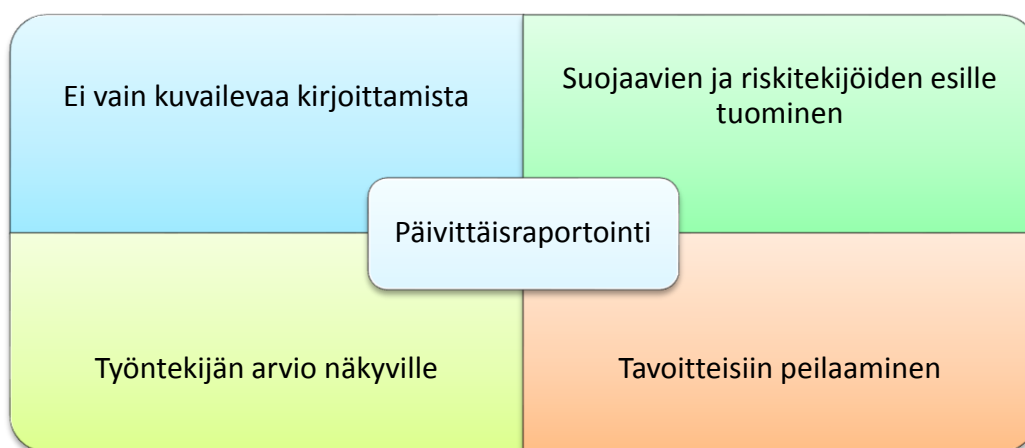 Ei vain kuvailevaa kirjoittamista
Suojaavien ja riskitekijöiden esille
tuominen
Päivittäisraportointi
Työntekijän arvio näkyville
Tavoitteisiin peilaaminen